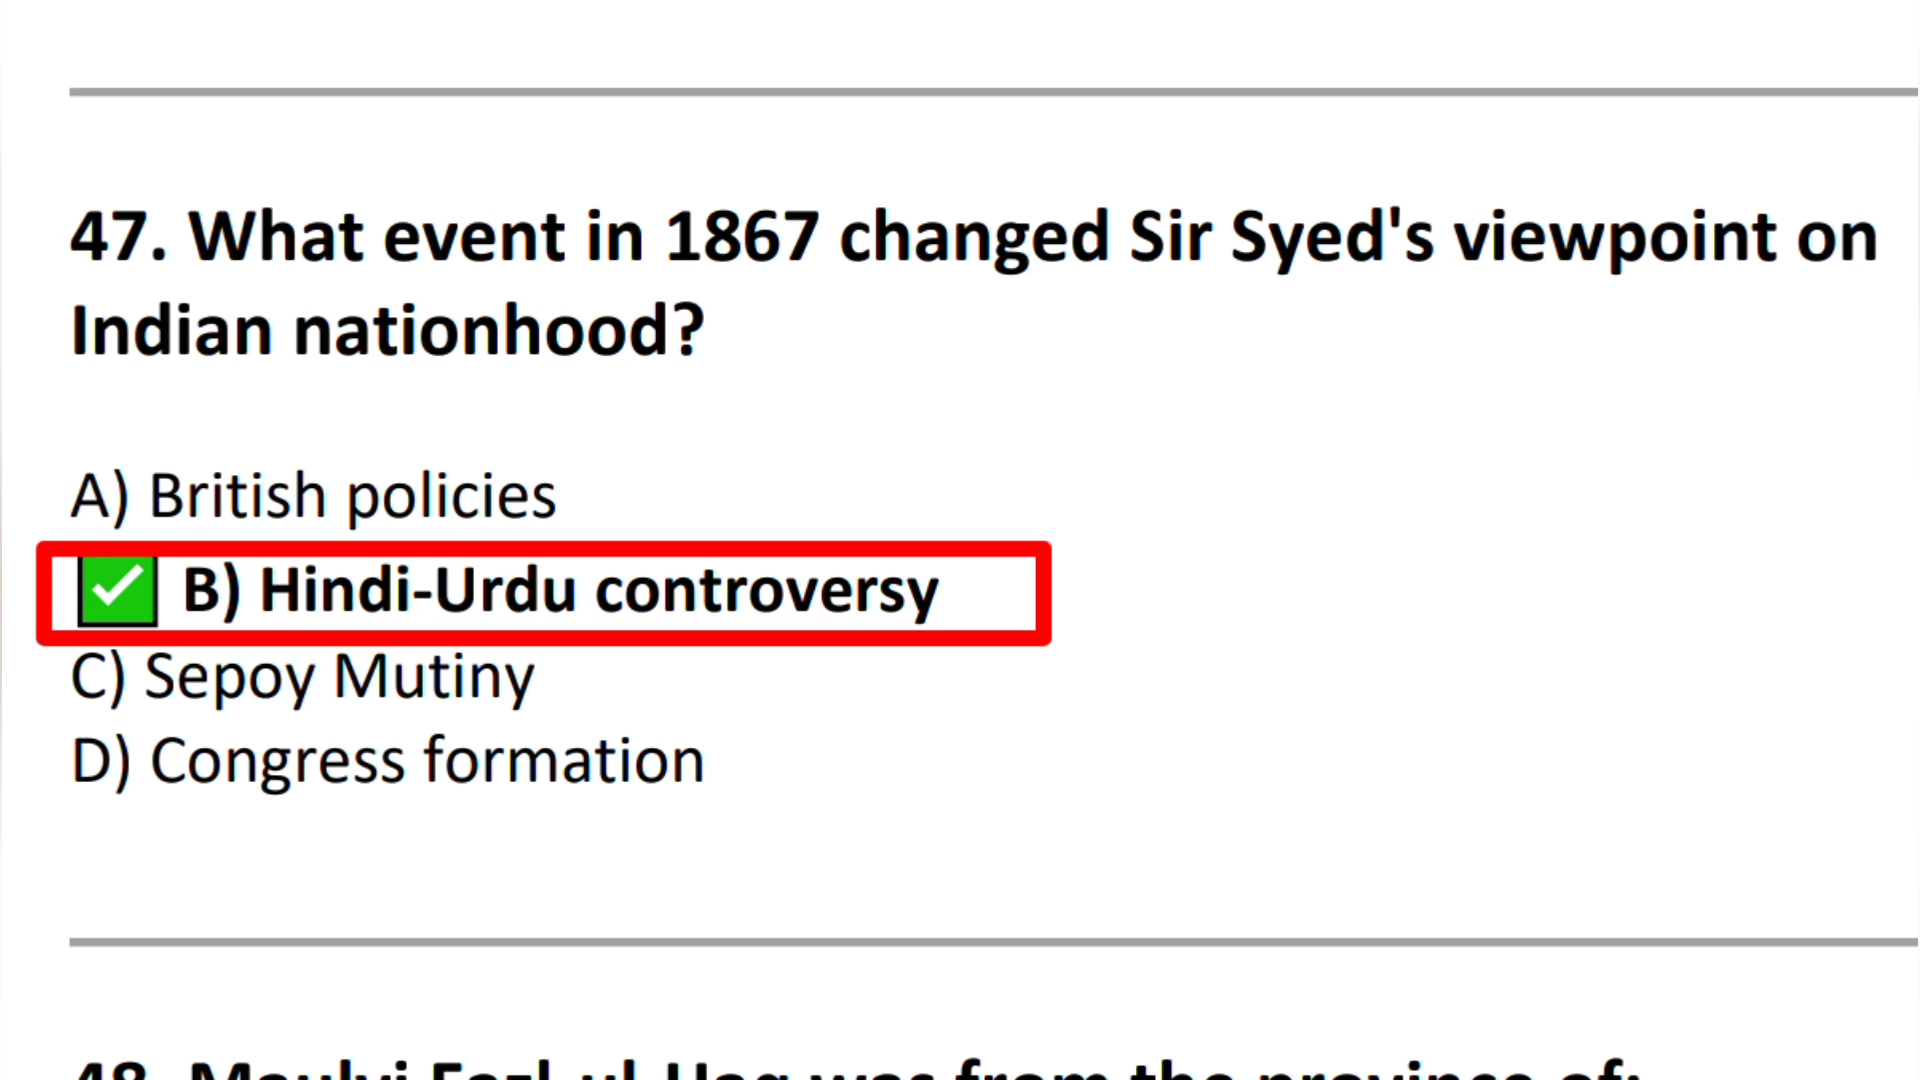 47. What event in 1867 changed Sir Syed's viewpoint on
Indian nationhood?
A) British policies
B) Hindi-Urdu controversy
C) Sepoy Mutiny
D) Congress formation
48. Maulvi Fazl-ul-Haq was from the province of: